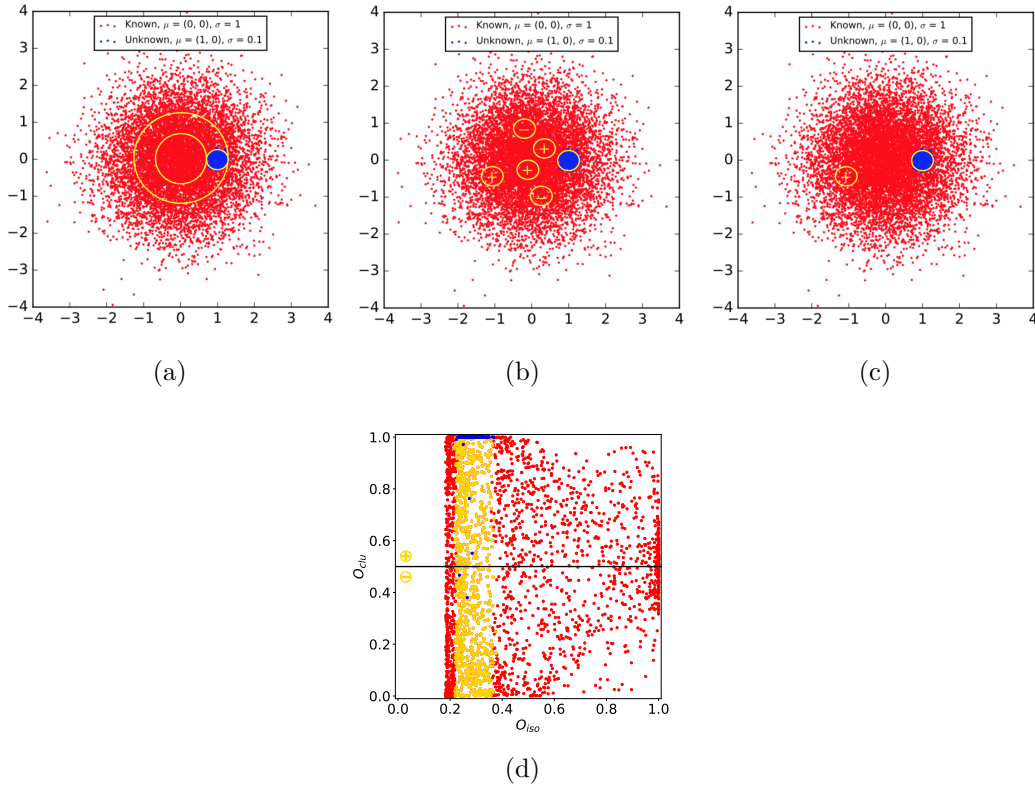 Known, μ = (0, 0), σ = 1
Unknown, μ = (1, 0), σ = 0.1
4
3
2
1
0
−1
−2
−3
−4
−4 −3 −2 −1 0 1 2 3 4
(a)
Known, μ = (0, 0), σ = 1
Unknown, μ = (1, 0), σ = 0.1
4
3
2
1
0
−1
−2
−3
−4
−4 −3 −2 −1 0 1 2 3 4
−
+
+
+
−
(b)
Known, μ = (0, 0), σ = 1
Unknown, μ = (1, 0), σ = 0.1
4
3
2
1
0
−1
−2
−3
−4
−4 −3 −2 −1 0 1 2 3 4
+
(c)
1.0
0.8
0.6
0.4
0.2
0.0
O_clu
+
−
0.0 0.2 0.4 0.6 0.8 1.0
O_iso
(d)